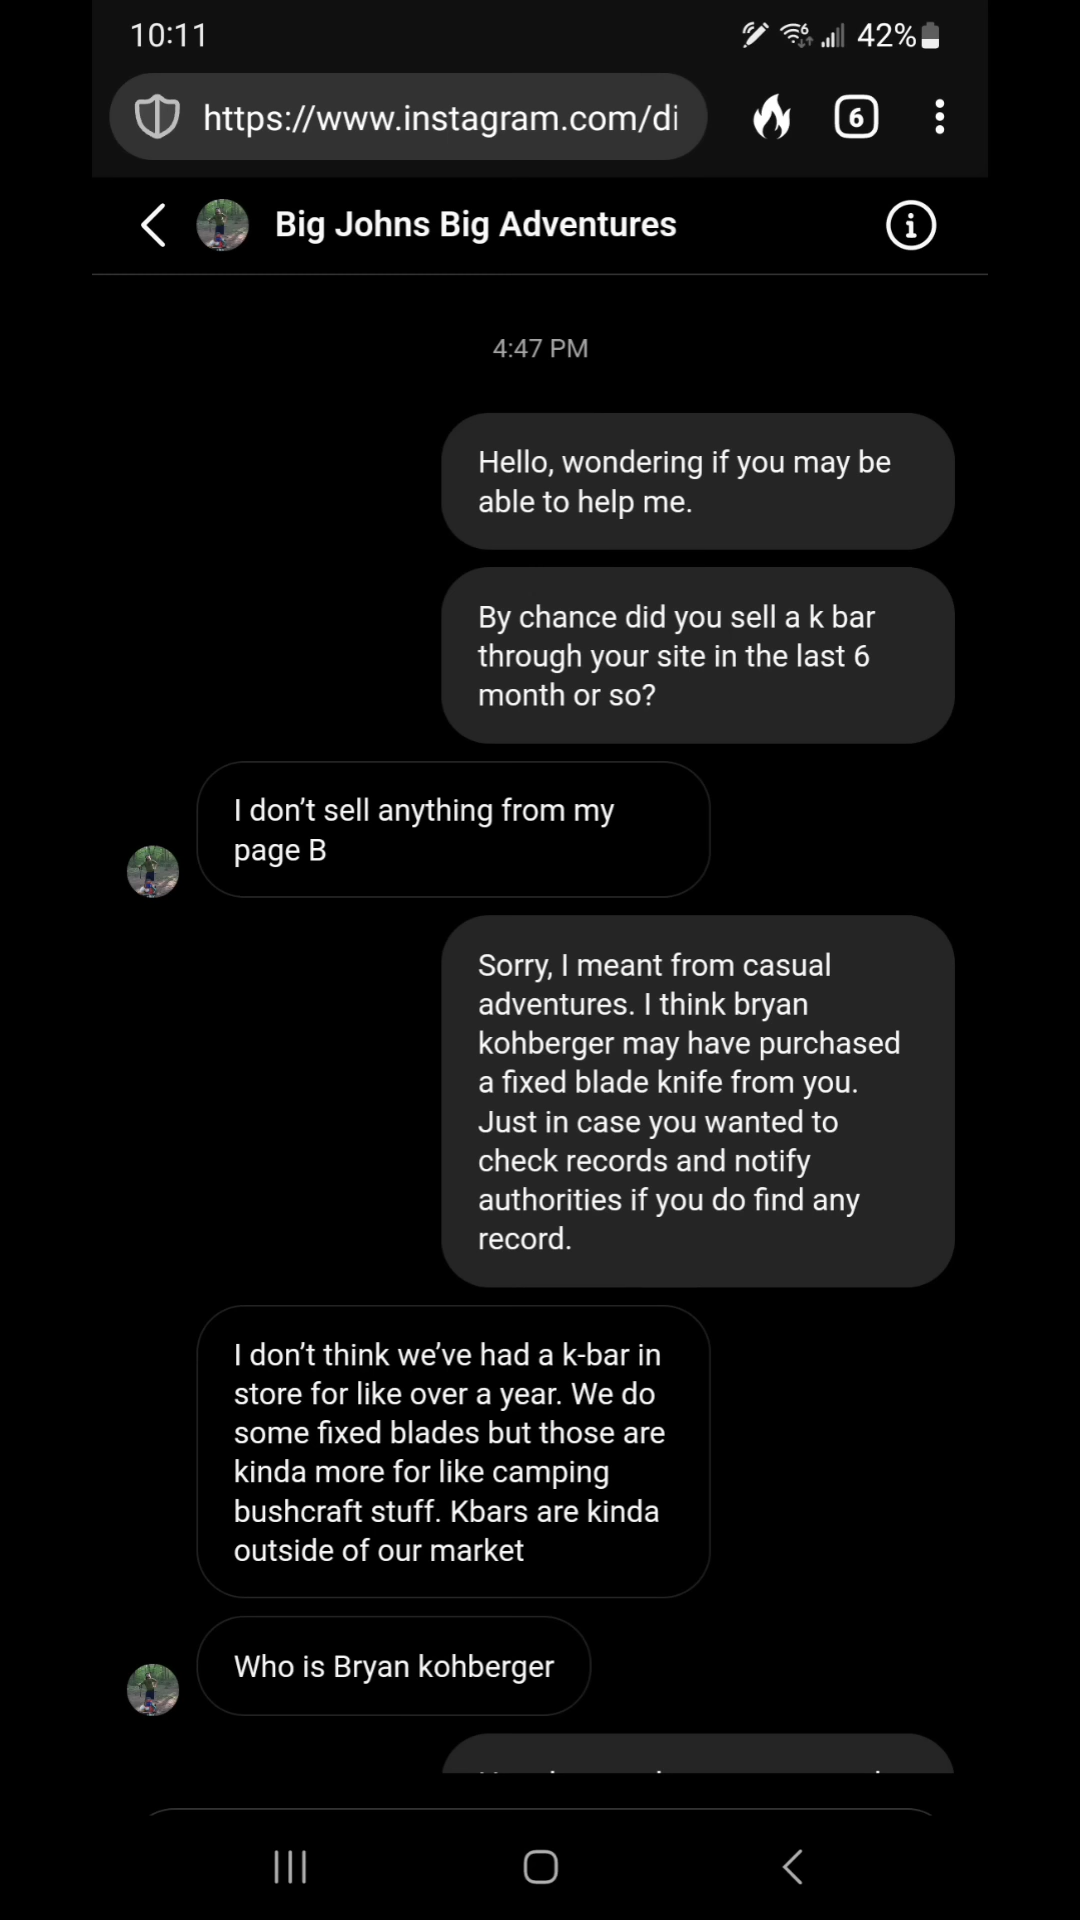 10:11
42%
https://www.instagram.com/di
6
Big Johns Big Adventures
4:47 PM
Hello, wondering if you may be
able to help me.
By chance did you sell a k bar
through your site in the last 6
month or so?
I don’t sell anything from my
page B
Sorry, I meant from casual
adventures. I think bryan
kohberger may have purchased
a fixed blade knife from you.
Just in case you wanted to
check records and notify
authorities if you do find any
record.
I don’t think we’ve had a k-bar in
store for like over a year. We do
some fixed blades but those are
kinda more for like camping
bushcraft stuff. Kbars are kinda
outside of our market
Who is Bryan kohberger